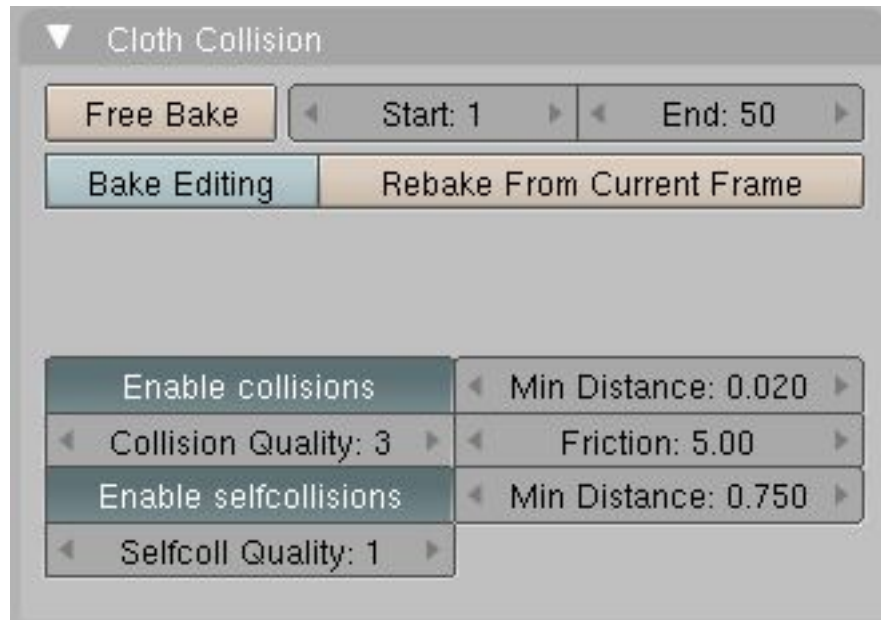 Cloth Collision
Free Bake Start: 1 End: 50
Bake Editing Rebake From Current Frame
Enable collisions Min Distance: 0.020
Collision Quality: 3 Friction: 5.00
Enable selfcollisions Min Distance: 0.750
Selfcoll Quality: 1